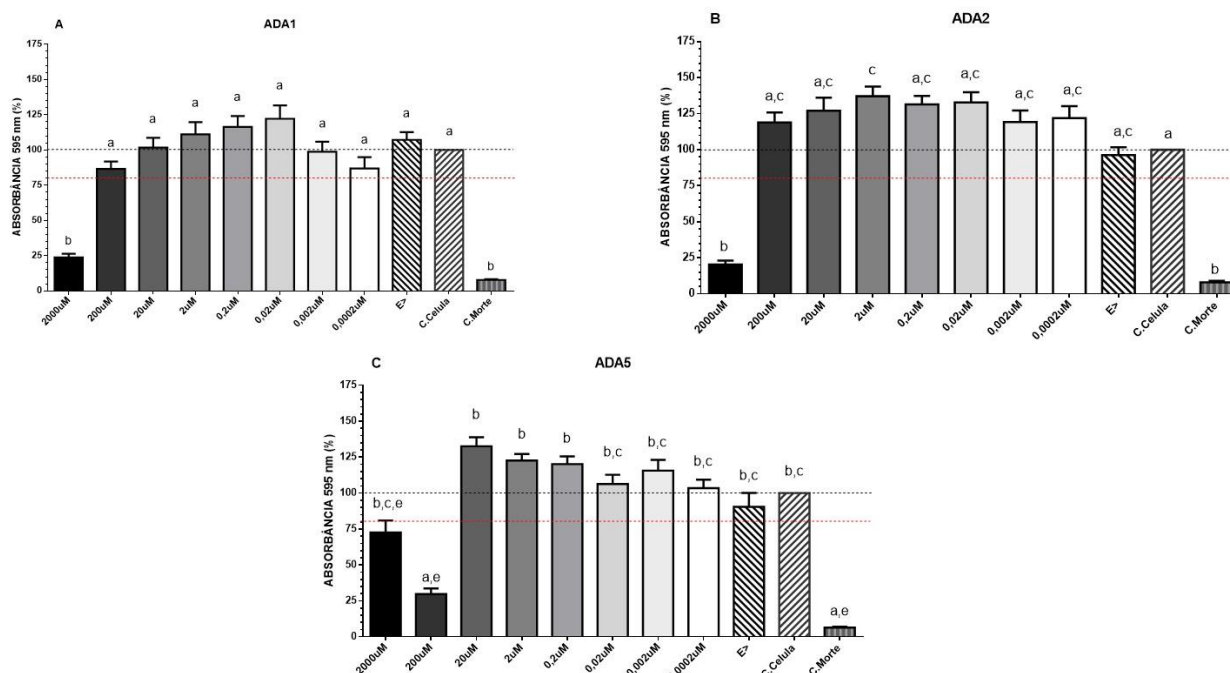 A
ADA1
ABSORBÂNCIA 595 nm (%)
175
150
125
100
75
50
25
0
b
a
a
a
a
a
a
a
a
a
b
2000uM
200uM
20uM
2uM
0,2uM
0,02uM
0,002uM
0,0002uM
E>
C.Celula
C.Morte
B
ADA2
ABSORBÂNCIA 595 nm (%)
175
150
125
100
75
50
25
0
b
a,c
a,c
c
a,c
a,c
a,c
a,c
a,c
a
b
2000uM
200uM
20uM
2uM
0,2uM
0,02uM
0,002uM
0,0002uM
E>
C.Celula
C.Morte
C
ADA5
ABSORBÂNCIA 595 nm (%)
175
150
125
100
75
50
25
0
b,c,e
a,e
b
b
b
b,c
b,c
b,c
b,c
b,c
a,e
2000uM
200uM
20uM
2uM
0,2uM
0,02uM
0,002uM
,0002uM
E>
C.Celula
C.Morte